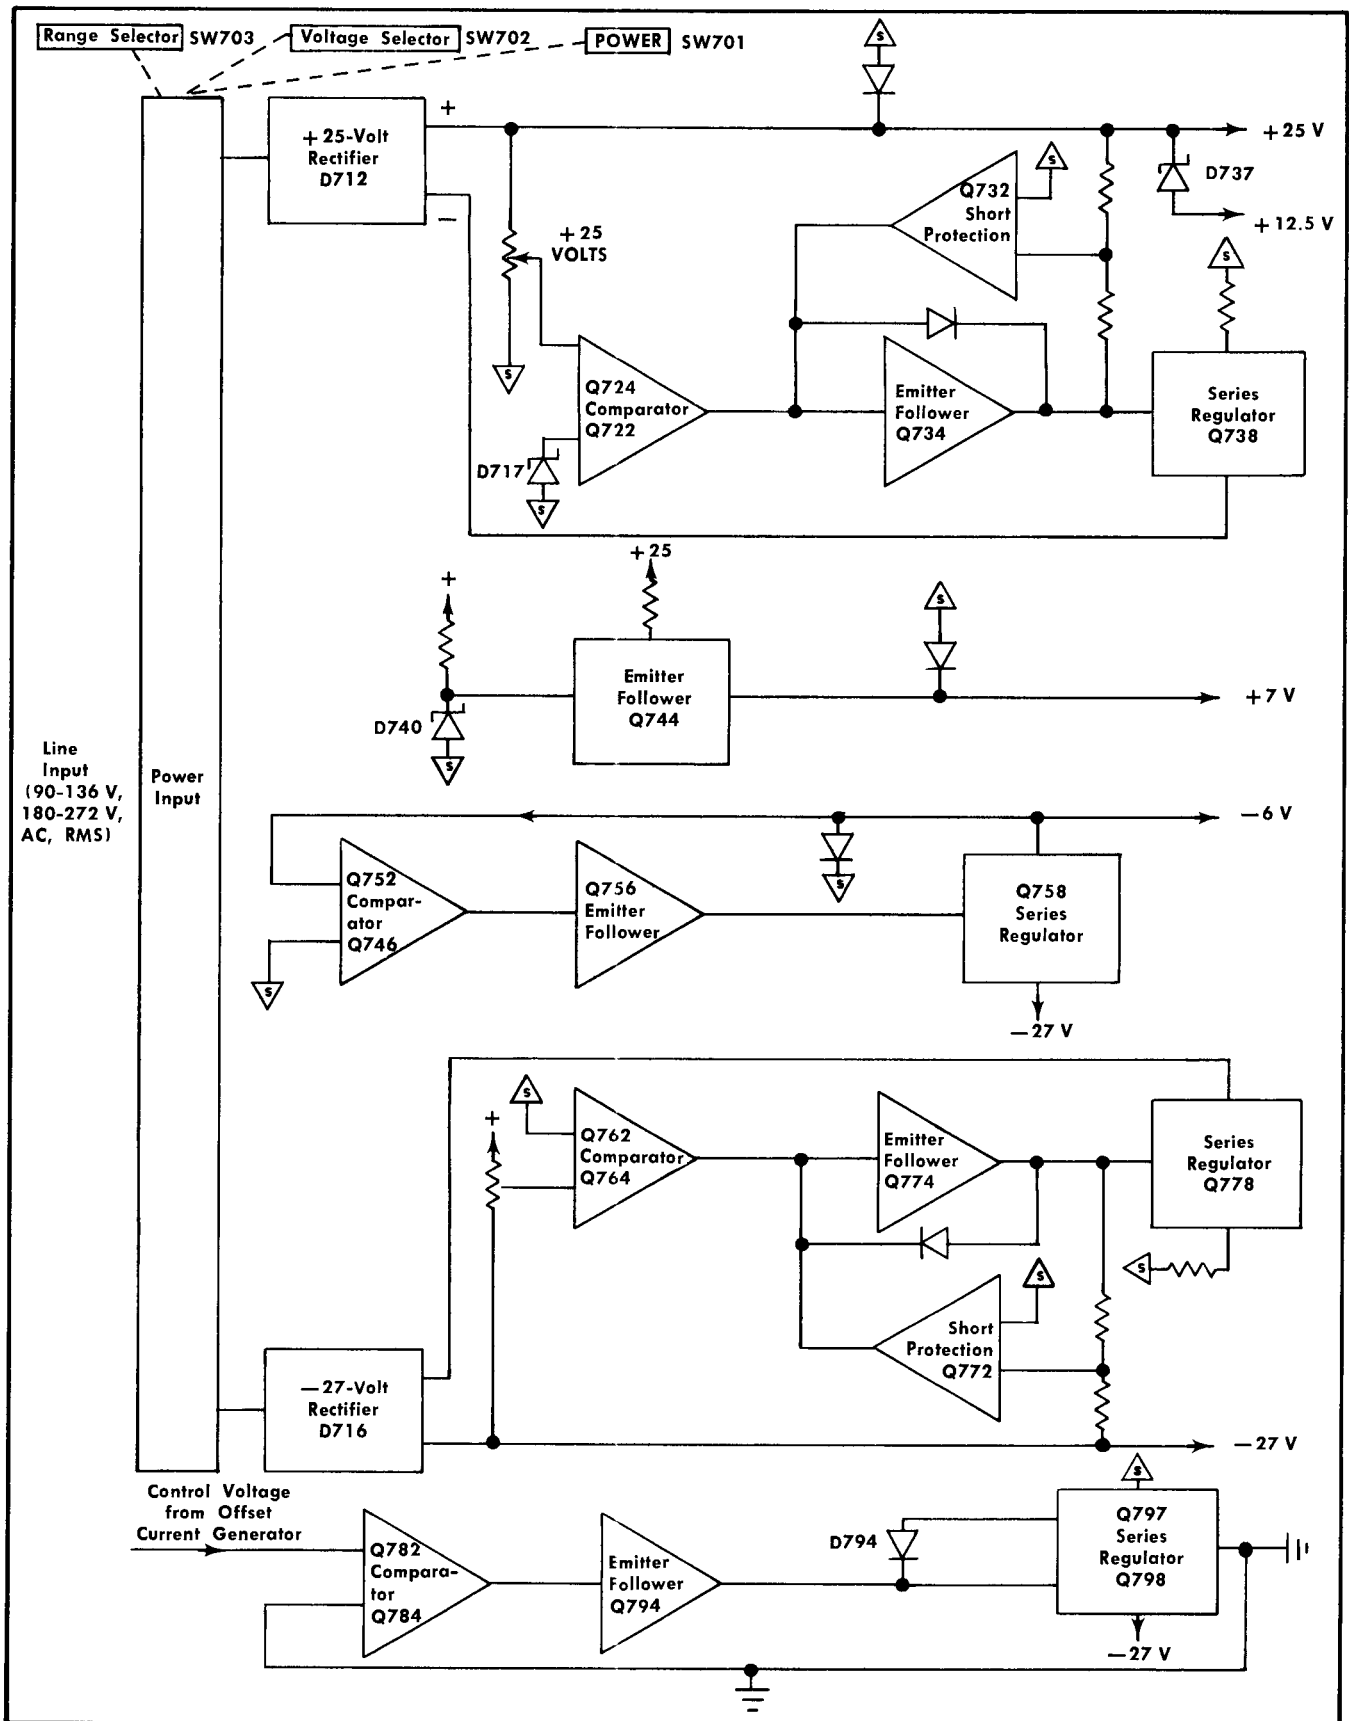 Range Selector SW703
Voltage Selector SW702
POWER SW701
+25-Volt
Rectifier
D712
+
−
+25
VOLTS
S
S
+25 V
D737
+12.5 V
S
Q732
Short
Protection
S
Q724
Comparator
Q722
D717
S
Emitter
Follower
Q734
Series
Regulator
Q738
+
+25
D740
S
Emitter
Follower
Q744
S
+7 V
Line
Input
(90-136 V,
180-272 V,
AC, RMS)
Power
Input
−6 V
Q752
Compar-
ator
Q746
S
Q756
Emitter
Follower
S
Q758
Series
Regulator
−27 V
S
+
Q762
Comparator
Q764
Emitter
Follower
Q774
Series
Regulator
Q778
S
S
Short
Protection
Q772
−27-Volt
Rectifier
D716
−27 V
Control Voltage
from Offset
Current Generator
Q782
Compara-
tor
Q784
Emitter
Follower
Q794
D794
S
Q797
Series
Regulator
Q798
−27 V